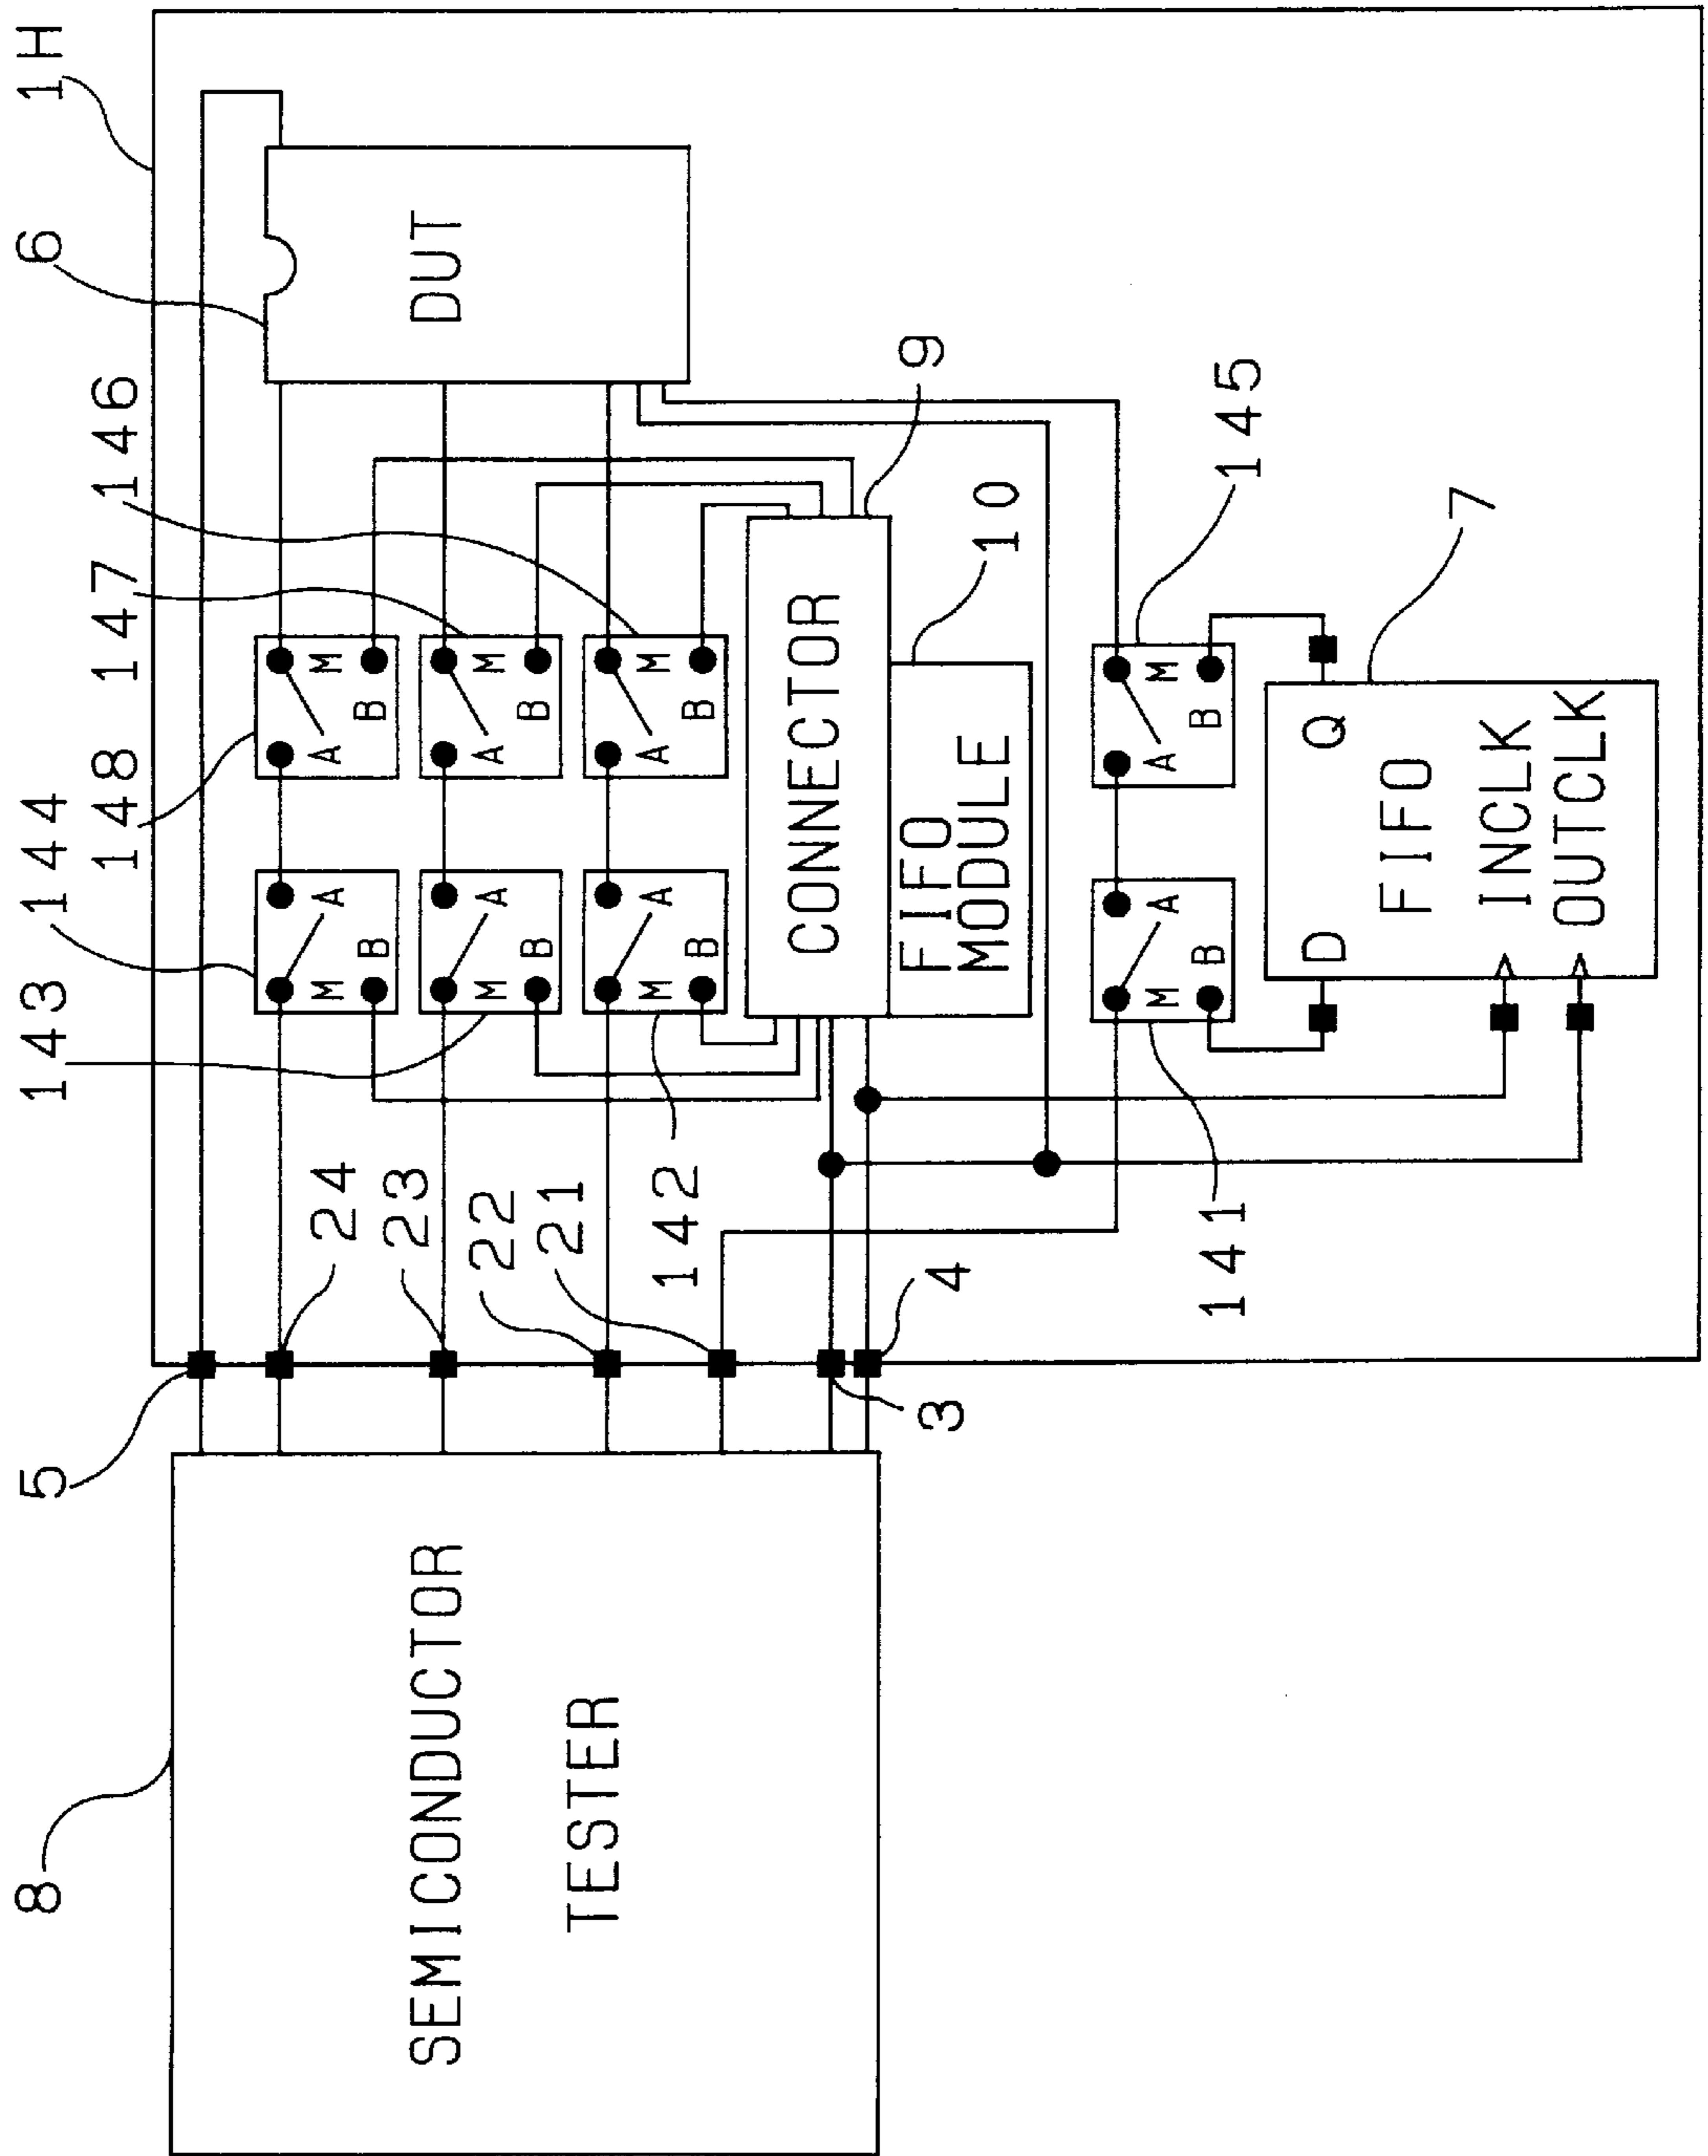 1H
6
146
147
148
144
143
DUT
M
A
B
M
A
B
M
A
B
A
M
B
A
M
B
A
M
B
9
10
CONNECTOR
FIFO
MODULE
145
7
M
A
B
A
M
B
Q
D
FIFO
INCLK
OUTCLK
24
23
22
21
142
141
5
3
4
8
SEMICONDUCTOR
TESTER